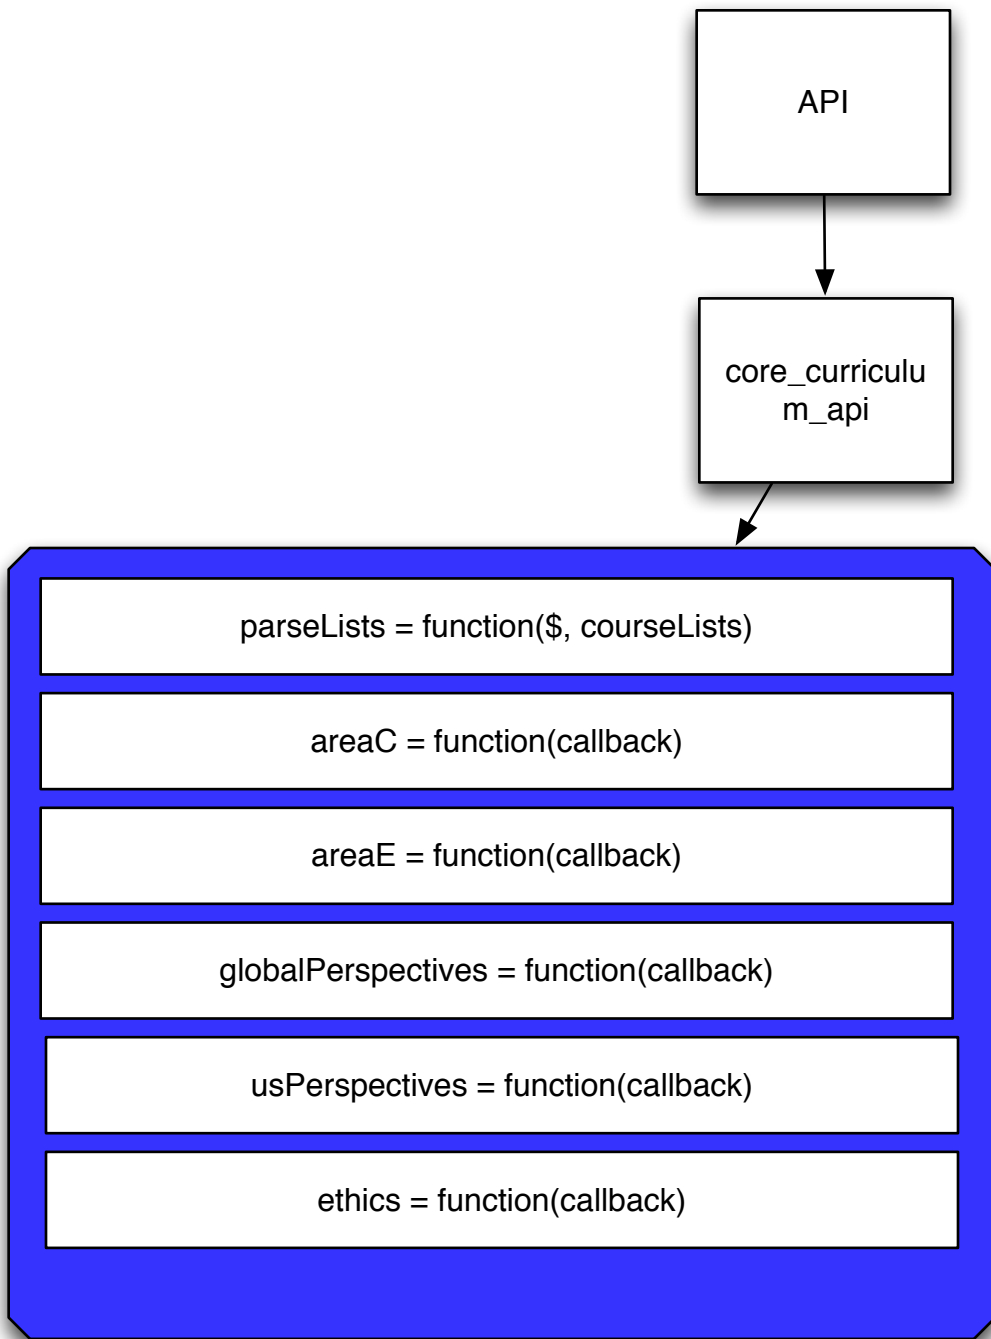 API
core_curriculu
m_api
parseLists = function($, courseLists)
areaC = function(callback)
areaE = function(callback)
globalPerspectives = function(callback)
usPerspectives = function(callback)
ethics = function(callback)